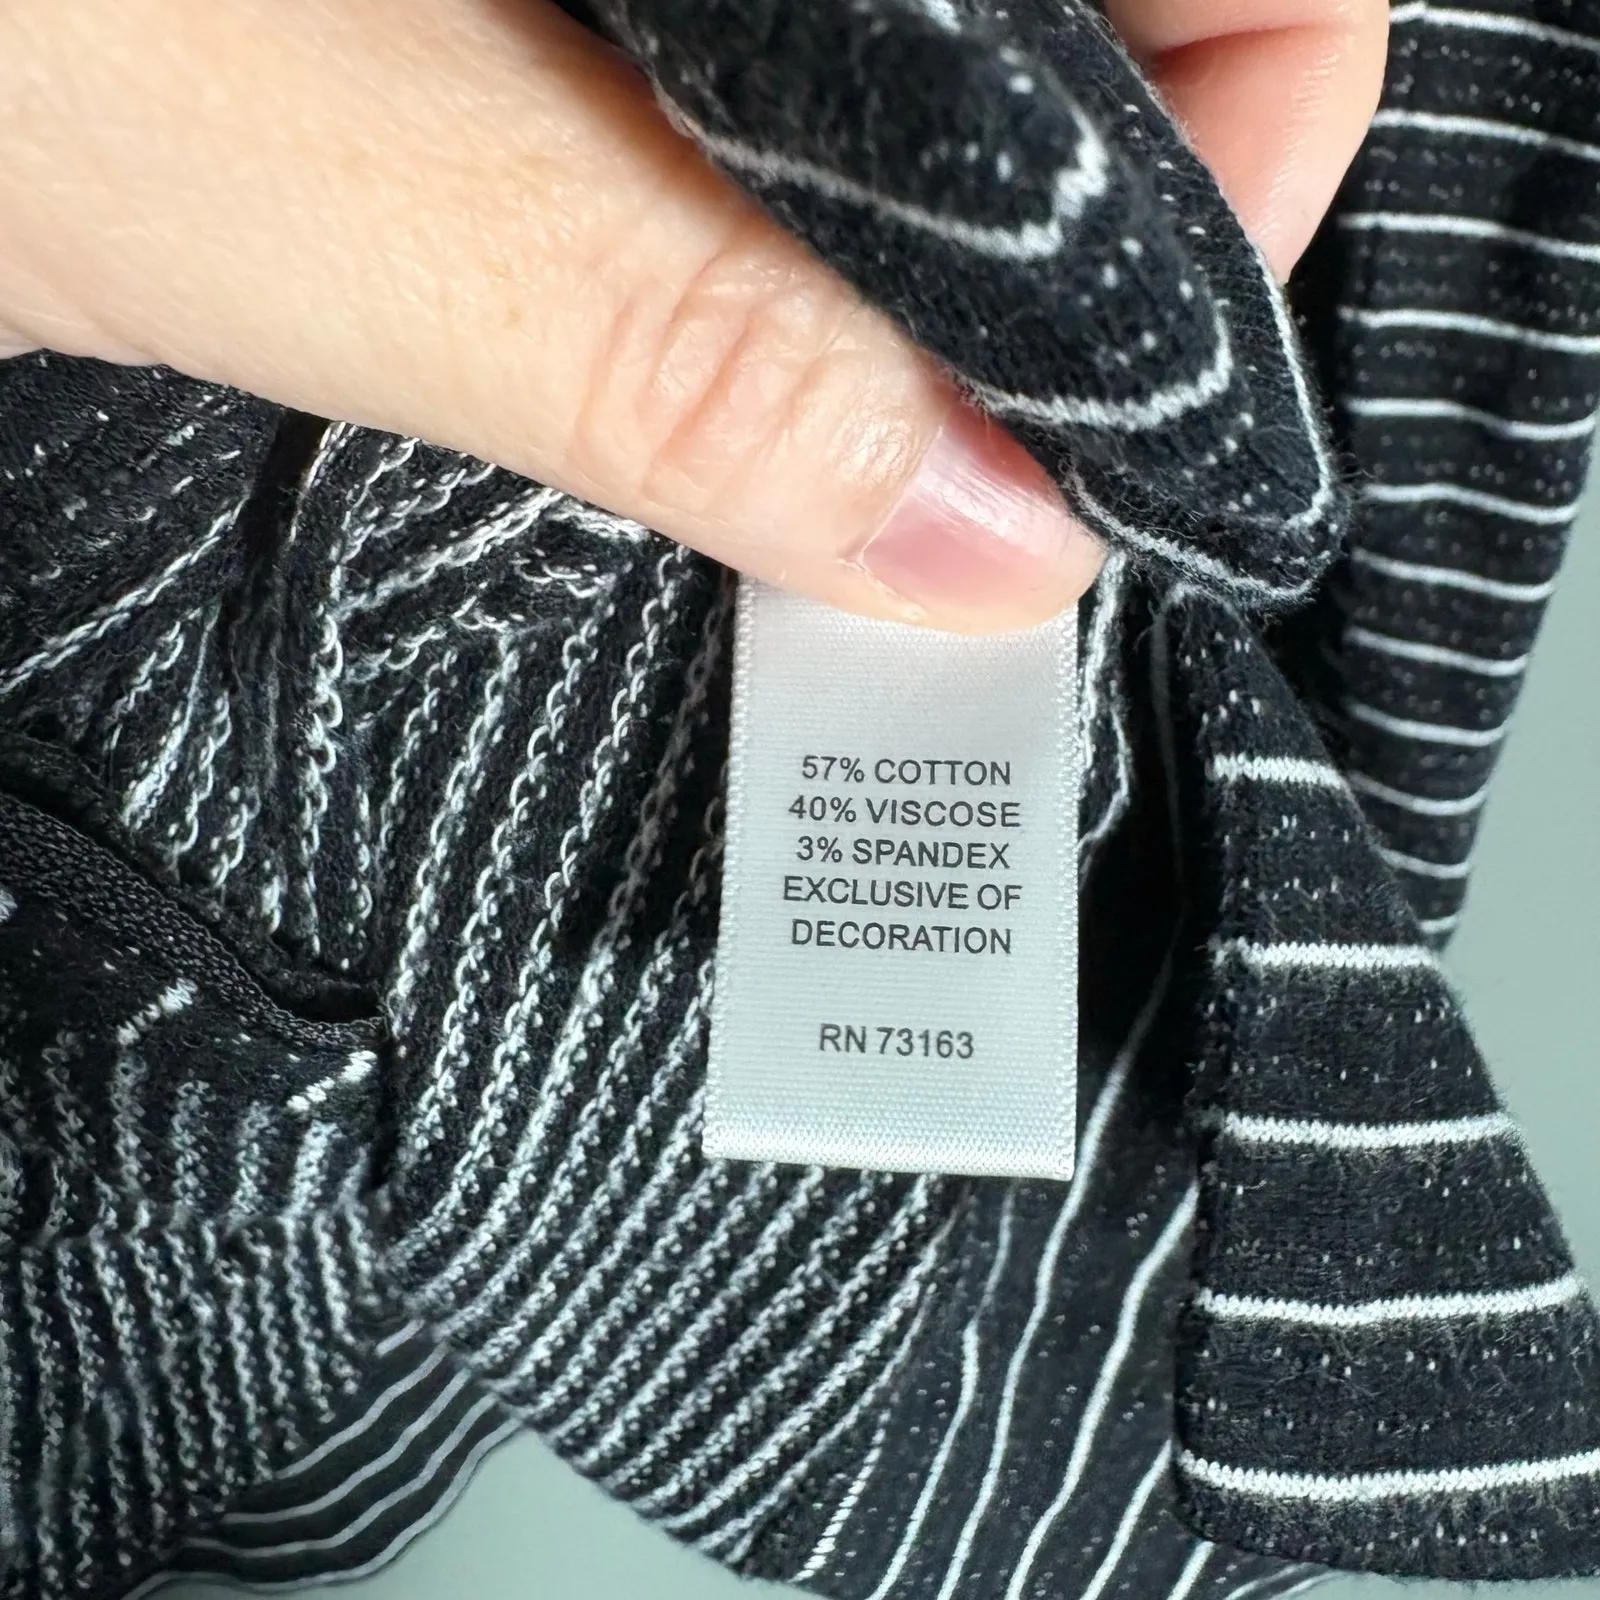 57% COTTON
40% VISCOSE
3% SPANDEX
EXCLUSIVE OF
DECORATION
RN 73163